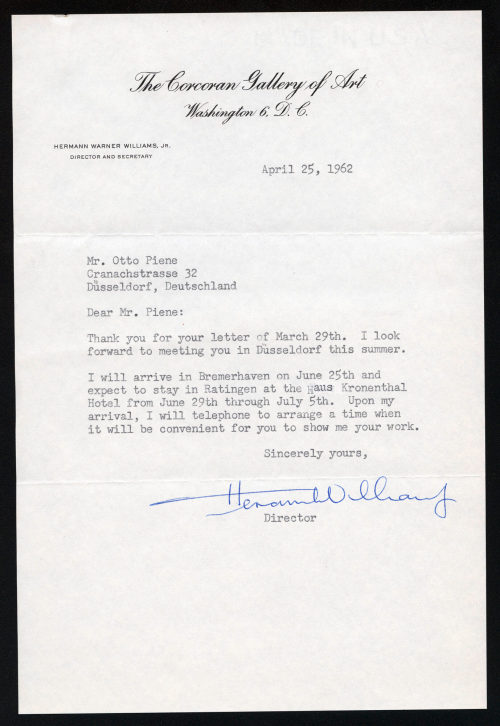 The Corcoran Gallery of Art
Washington 6, D. C.
HERMANN WARNER WILLIAMS, JR.
DIRECTOR AND SECRETARY
April 25, 1962
Mr. Otto Piene
Cranachstrasse 32
Düsseldorf, Deutschland
Dear Mr. Piene:
Thank you for your letter of March 29th. I look
forward to meeting you in Düsseldorf this summer.
I will arrive in Bremerhaven on June 25th and
expect to stay in Ratingen at the Haus Kronenthal
Hotel from June 29th through July 5th. Upon my
arrival, I will telephone to arrange a time when
it will be convenient for you to show me your work.
Sincerely yours,
Hermann W Williams Jr
Director